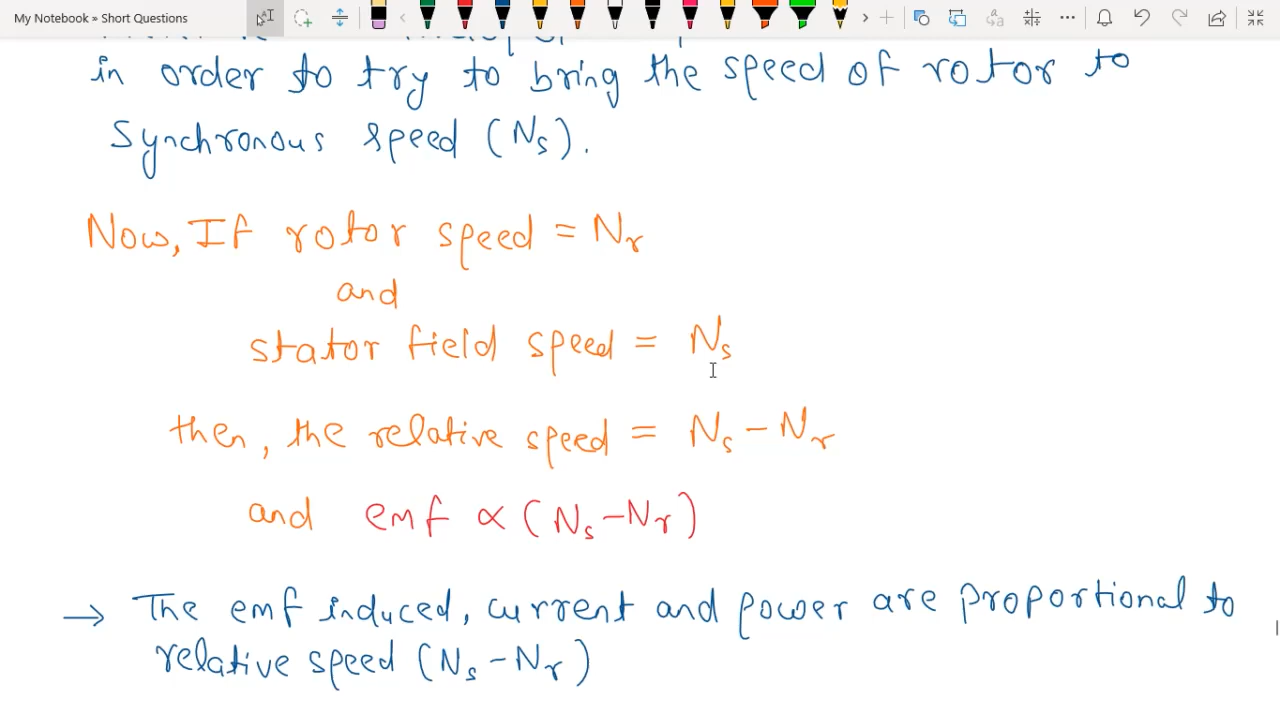 My Notebook » Short Questions
in order to try to bring the speed of rotor to
Synchronous speed (Ns).
Now, If rotor speed = Nr
and
stator field speed = Ns
then, the relative speed = Ns - Nr
and emf ∝ (Ns - Nr)
→ The emf induced, current and power are proportional to
relative speed (Ns - Nr)